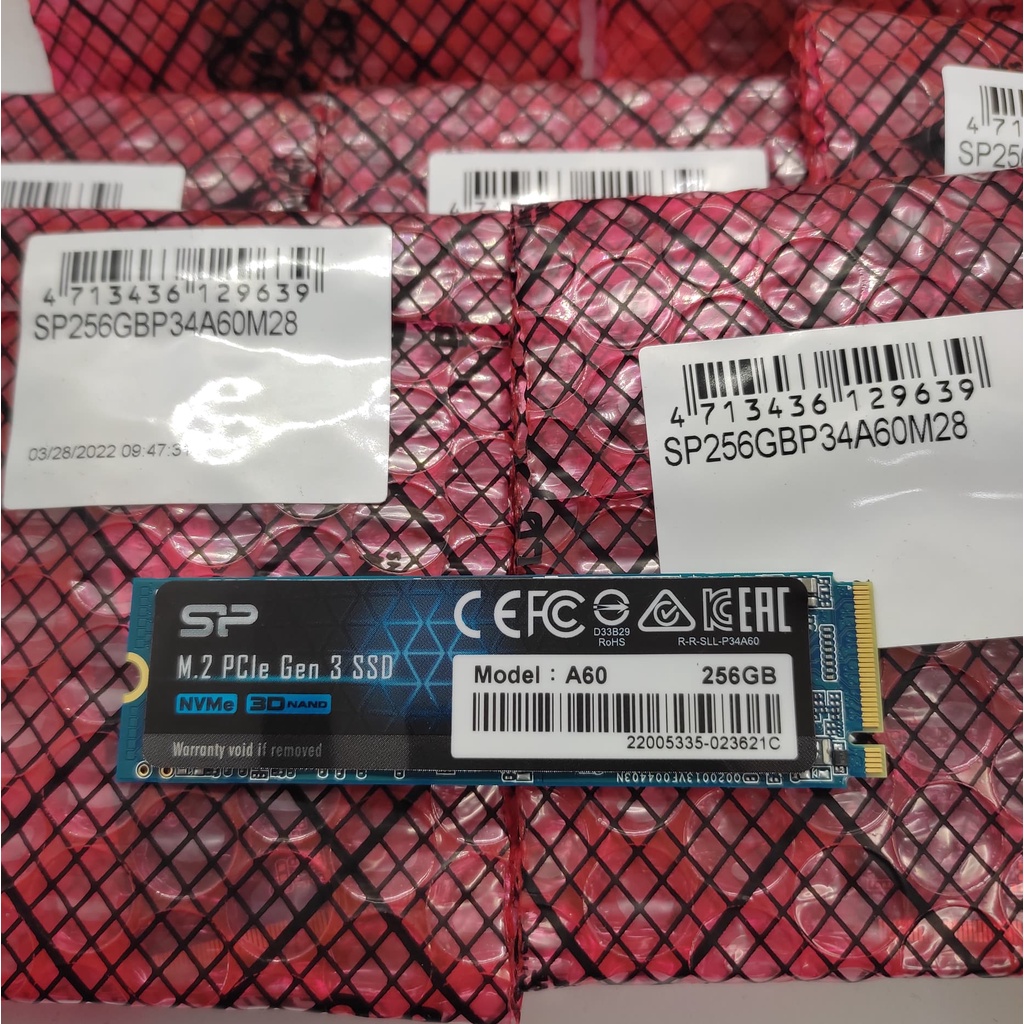 4 71
SP25
4 713436 129639
SP256GBP34A60M28
03/28/2022 09:47:3
4 713436 129639
SP256GBP34A60M28
SP
CE FC D33B29 RoHS R-R-SLL-P34A60 EAC
M.2 PCIe Gen 3 SSD
Model : A60 256GB
NVMe 3D NAND
22005335-023621C
Warranty void if removed